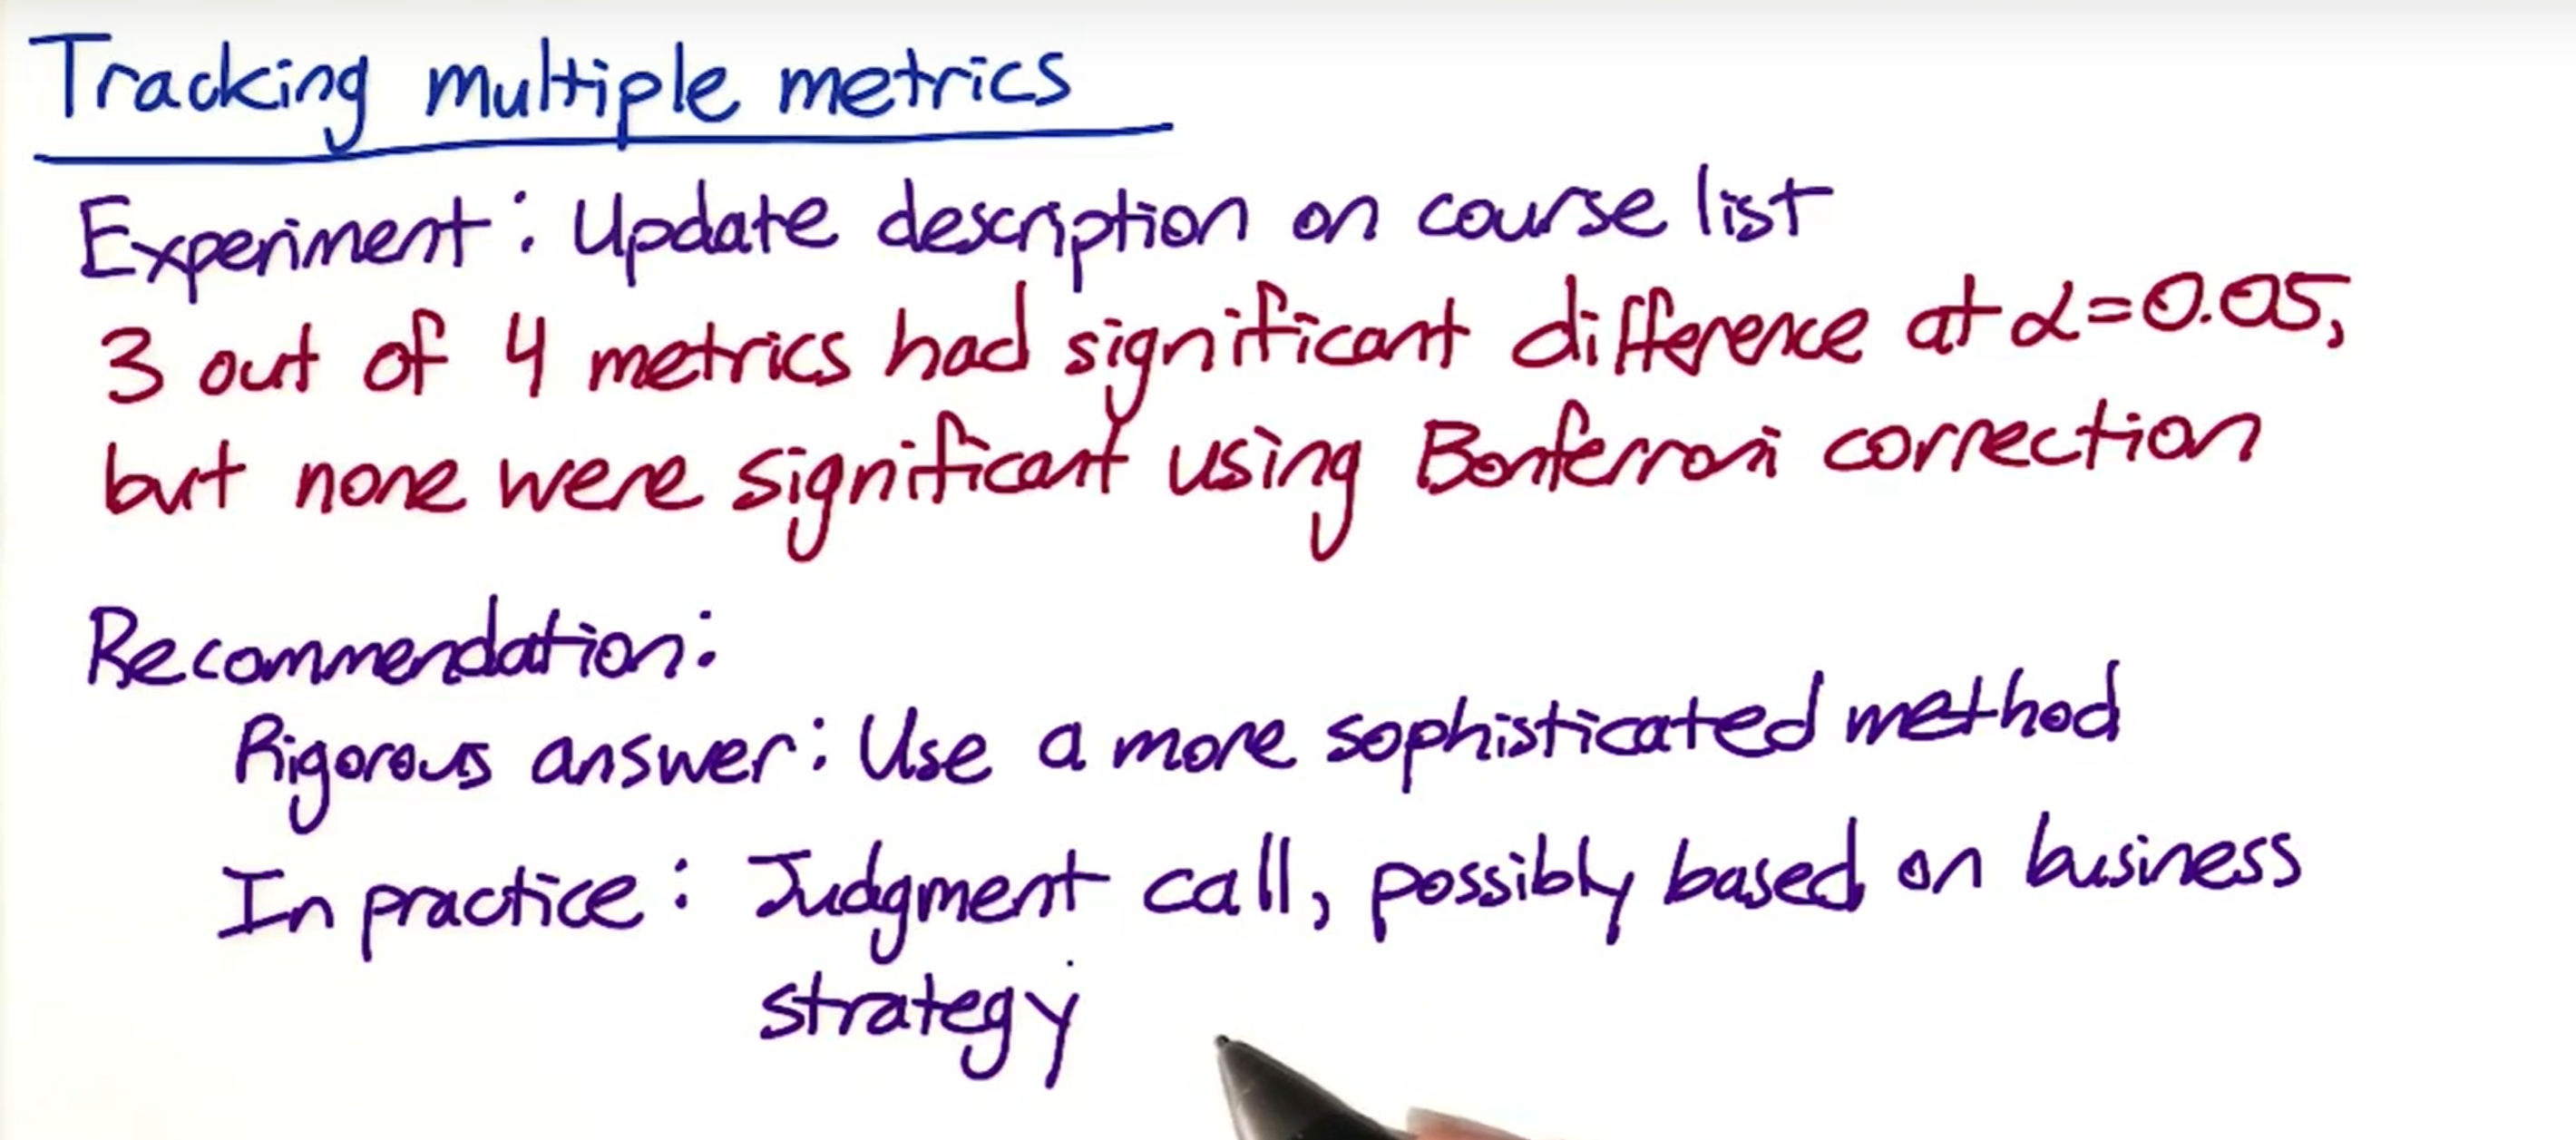 Tracking multiple metrics
Experiment: Update description on course list
3 out of 4 metrics had significant difference at α=0.05,
but none were significant using Bonferroni correction
Recommendation:
Rigorous answer: Use a more sophisticated method
In practice: Judgment call, possibly based on business
strategy